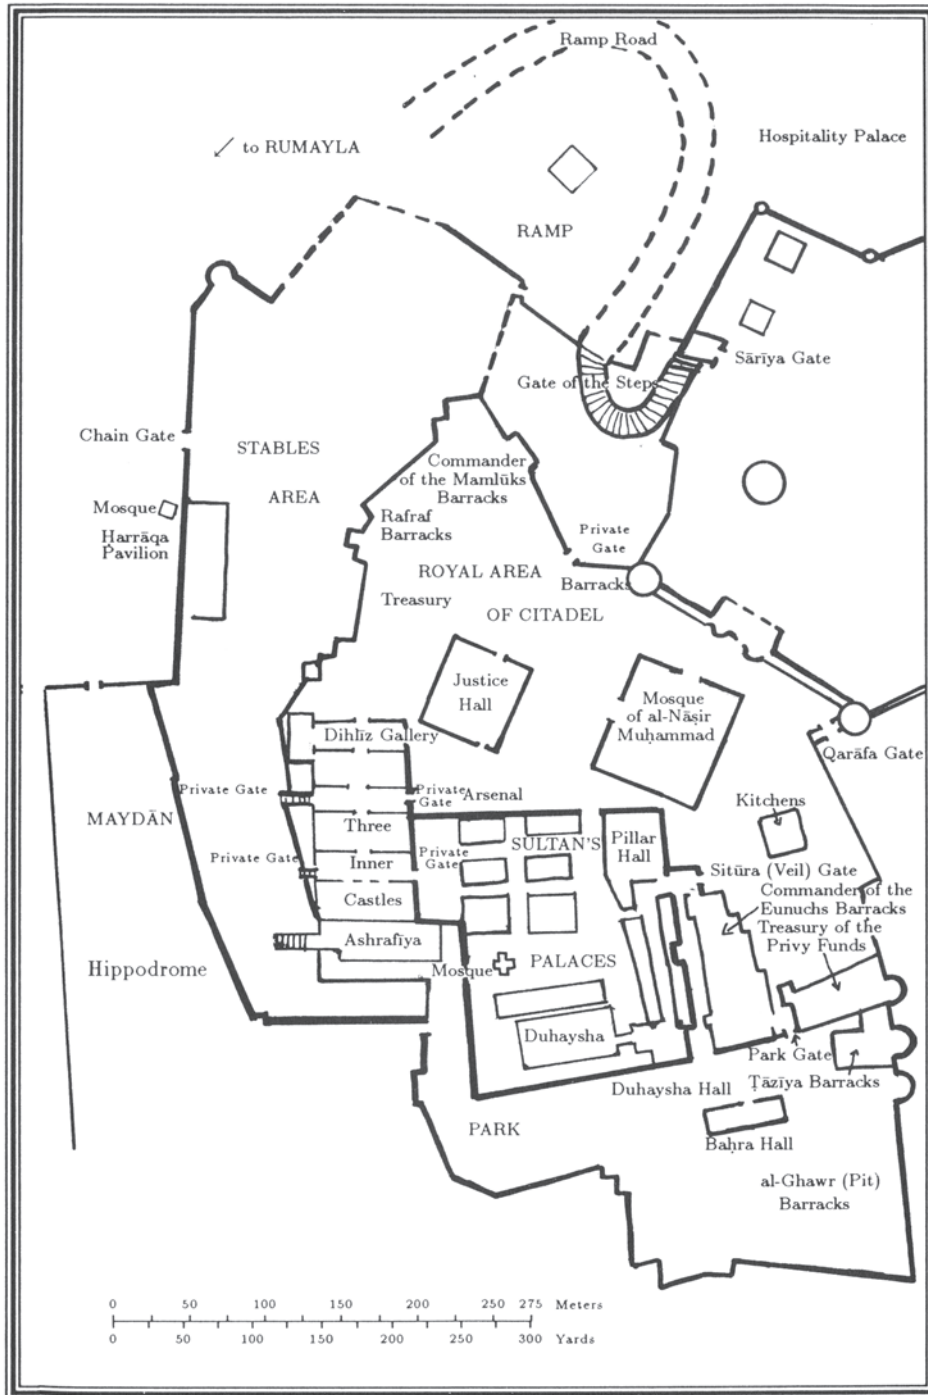 Ramp Road
to RUMAYLA
Hospitality Palace
RAMP
Sārīya Gate
Gate of the Steps
Chain Gate
STABLES
AREA
Commander
of the Mamlūks
Barracks
Mosque
Ḥarrāqa
Pavilion
Rafraf
Barracks
Private
Gate
ROYAL AREA
OF CITADEL
Barracks
Treasury
Justice
Hall
Mosque
of al-Nāṣir
Muḥammad
Dihlīz Gallery
Qarāfa Gate
MAYDĀN
Private Gate
Private
Gate
Arsenal
Kitchens
Three
Inner
Castles
Private Gate
Private
Gate
SULTAN'S
Pillar
Hall
Sitūra (Veil) Gate
Commander of the
Eunuchs Barracks
Treasury of the
Privy Funds
Ashrafīya
Hippodrome
Mosque
PALACES
Duhaysha
Park Gate
Duhaysha Hall
Ṭāzīya Barracks
PARK
Baḥra Hall
al-Ghawr (Pit)
Barracks
0 50 100 150 200 250 275 Meters
0 50 100 150 200 250 300 Yards